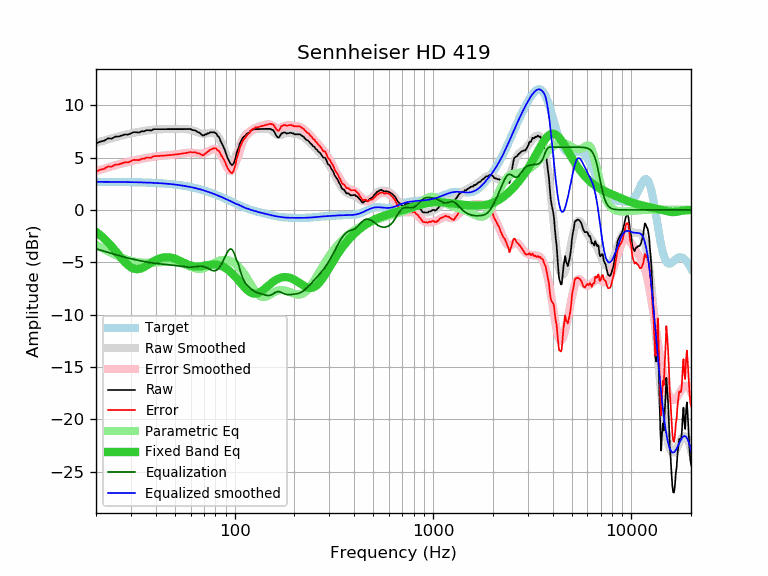 Sennheiser HD 419
Amplitude (dBr)
10
5
0
−5
−10
−15
−20
−25
Target
Raw Smoothed
Error Smoothed
Raw
Error
Parametric Eq
Fixed Band Eq
Equalization
Equalized smoothed
100 1000 10000
Frequency (Hz)